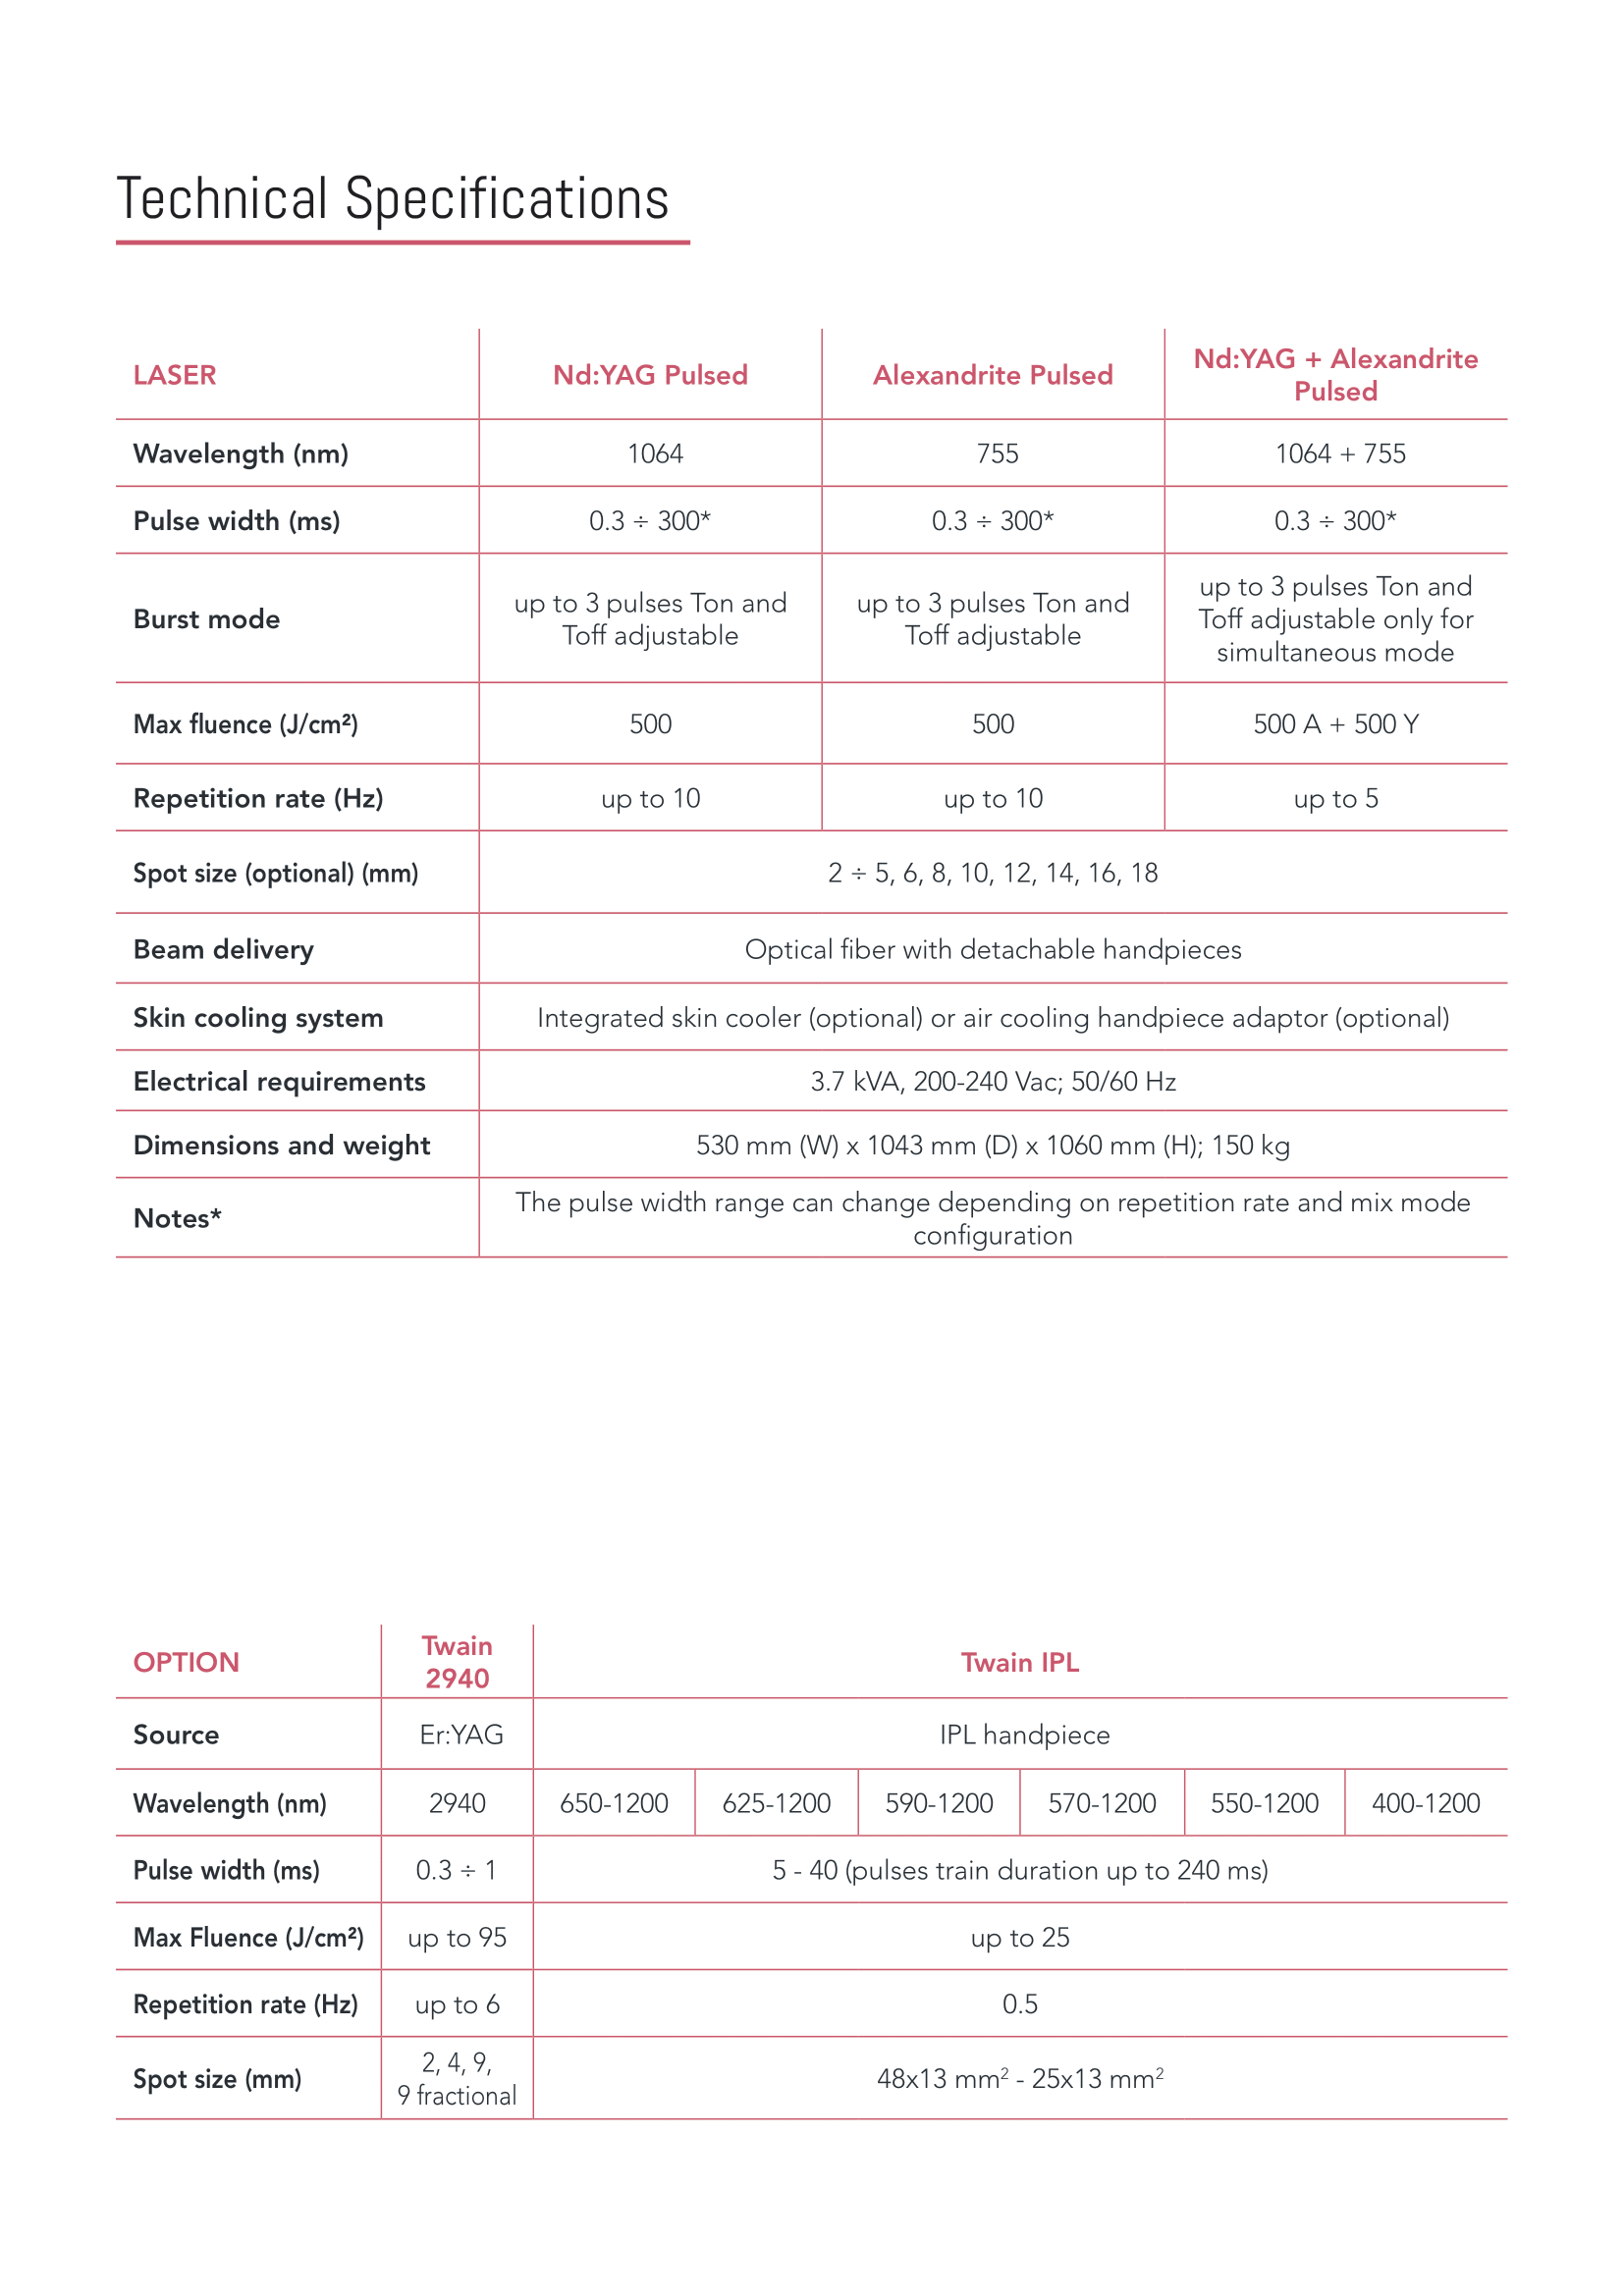 Technical Specifications
LASER
Nd:YAG Pulsed
Alexandrite Pulsed
Nd:YAG + Alexandrite
Pulsed
Wavelength (nm)
1064
755
1064 + 755
Pulse width (ms)
0.3 ÷ 300*
0.3 ÷ 300*
0.3 ÷ 300*
Burst mode
up to 3 pulses Ton and
Toff adjustable
up to 3 pulses Ton and
Toff adjustable
up to 3 pulses Ton and
Toff adjustable only for
simultaneous mode
Max fluence (J/cm²)
500
500
500 A + 500 Y
Repetition rate (Hz)
up to 10
up to 10
up to 5
Spot size (optional) (mm)
2 ÷ 5, 6, 8, 10, 12, 14, 16, 18
Beam delivery
Optical fiber with detachable handpieces
Skin cooling system
Integrated skin cooler (optional) or air cooling handpiece adaptor (optional)
Electrical requirements
3.7 kVA, 200-240 Vac; 50/60 Hz
Dimensions and weight
530 mm (W) x 1043 mm (D) x 1060 mm (H); 150 kg
Notes*
The pulse width range can change depending on repetition rate and mix mode
configuration
OPTION
Twain
2940
Twain IPL
Source
Er:YAG
IPL handpiece
Wavelength (nm)
2940
650-1200
625-1200
590-1200
570-1200
550-1200
400-1200
Pulse width (ms)
0.3 ÷ 1
5 - 40 (pulses train duration up to 240 ms)
Max Fluence (J/cm²)
up to 95
up to 25
Repetition rate (Hz)
up to 6
0.5
Spot size (mm)
2, 4, 9,
9 fractional
48x13 mm² - 25x13 mm²